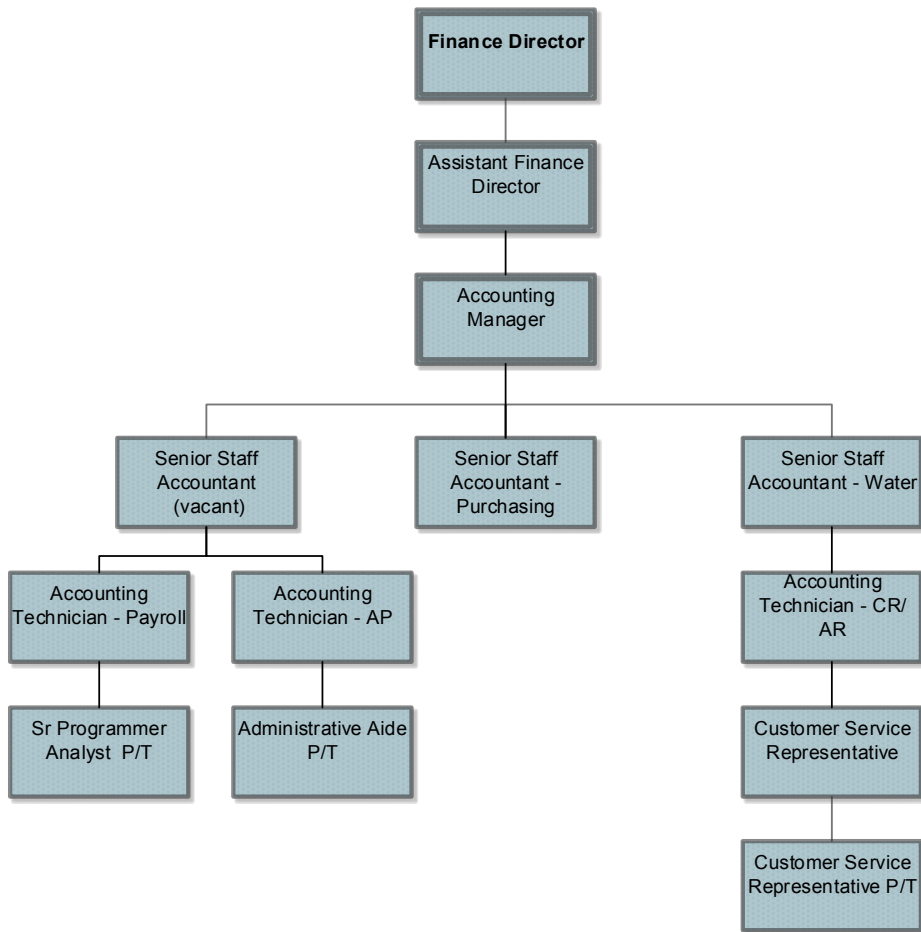 Finance Director
Assistant Finance
Director
Accounting
Manager
Senior Staff
Accountant
(vacant)
Senior Staff
Accountant -
Purchasing
Senior Staff
Accountant - Water
Accounting
Technician - Payroll
Accounting
Technician - AP
Accounting
Technician - CR/
AR
Sr Programmer
Analyst P/T
Administrative Aide
P/T
Customer Service
Representative
Customer Service
Representative P/T